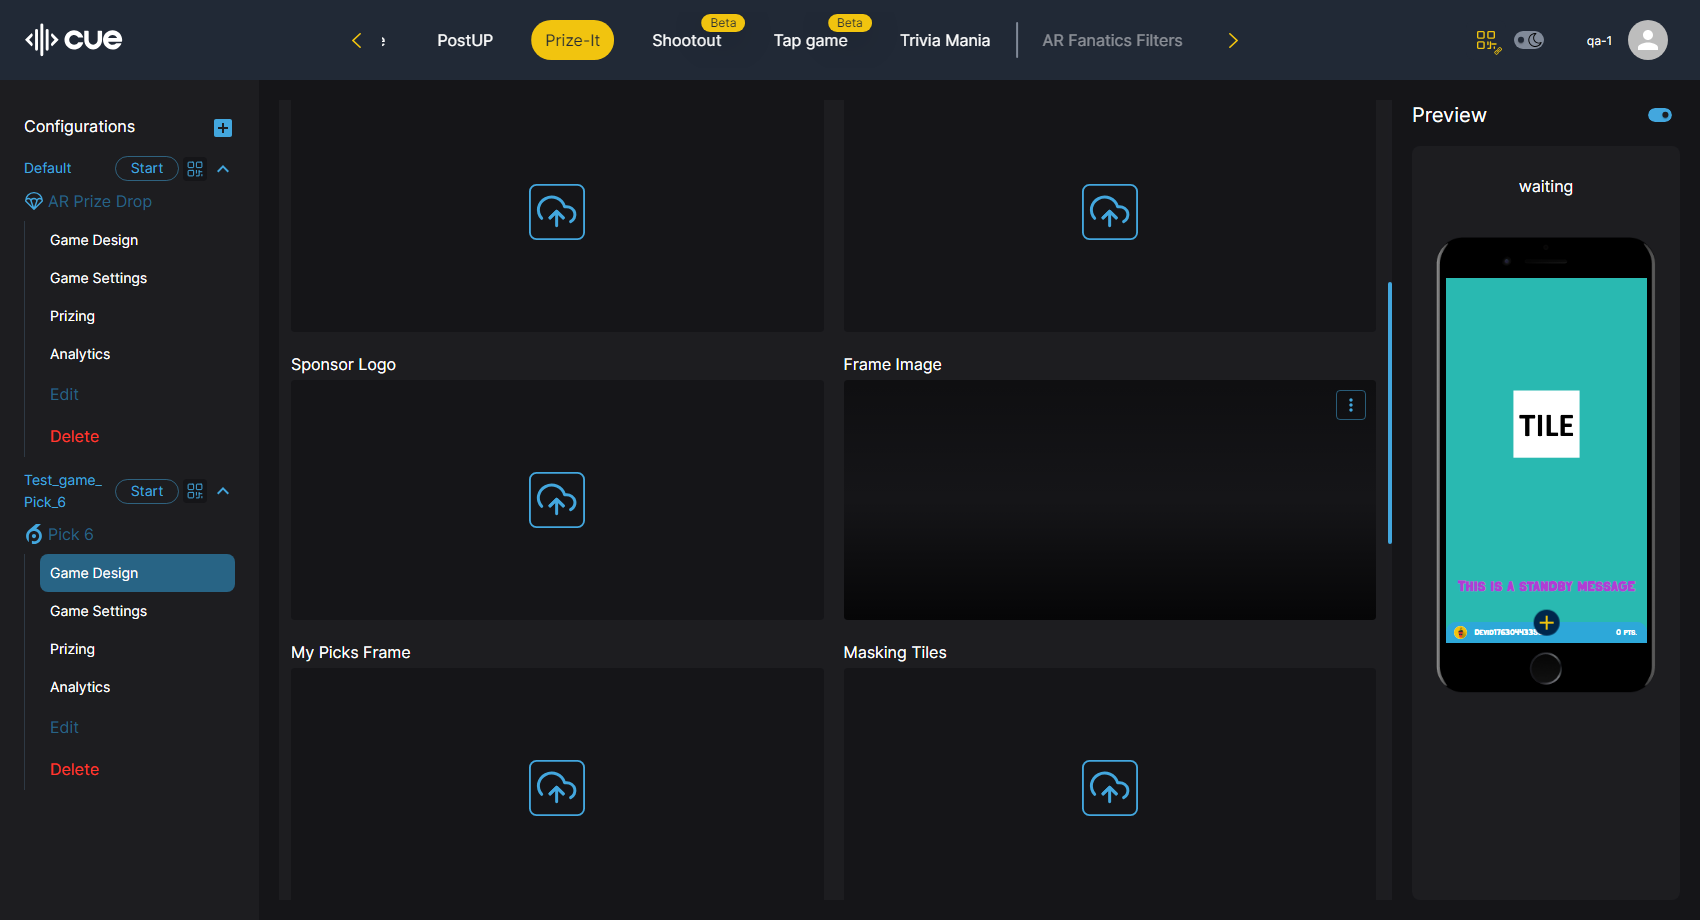 cue
PostUP
Prize-It
Shootout
Beta
Tap game
Beta
Trivia Mania
AR Fanatics Filters
qa-1
Configurations
Default
Start
AR Prize Drop
Game Design
Game Settings
Prizing
Analytics
Edit
Delete
Test_game_
Pick_6
Start
Pick 6
Game Design
Game Settings
Prizing
Analytics
Edit
Delete
Sponsor Logo
Frame Image
My Picks Frame
Masking Tiles
Preview
waiting
TILE
THIS IS A STANDBY MESSAGE
0 PTS.